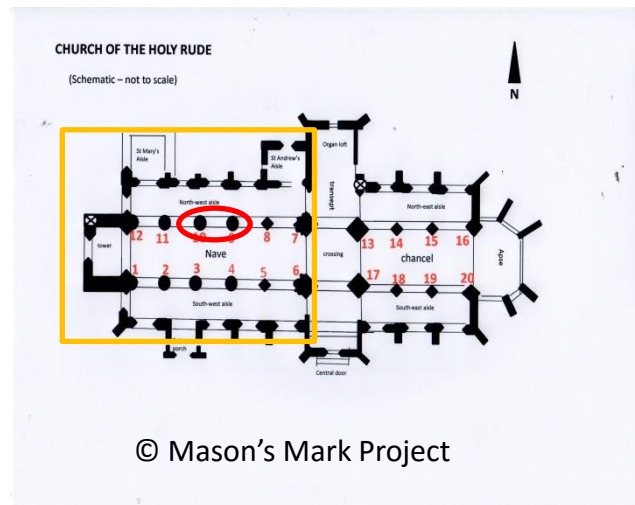 CHURCH OF THE HOLY RUDE
(Schematic – not to scale)
N
St Mary's
Aisle
St Andrew's
Aisle
Organ loft
transept
North-west aisle
North-east aisle
12 11 10 9 8 7
13 14 15 16
tower
Nave
crossing
chancel
Apse
1 2 3 4 5 6
17 18 19 20
South-west aisle
South-east aisle
porch
Central door
© Mason's Mark Project